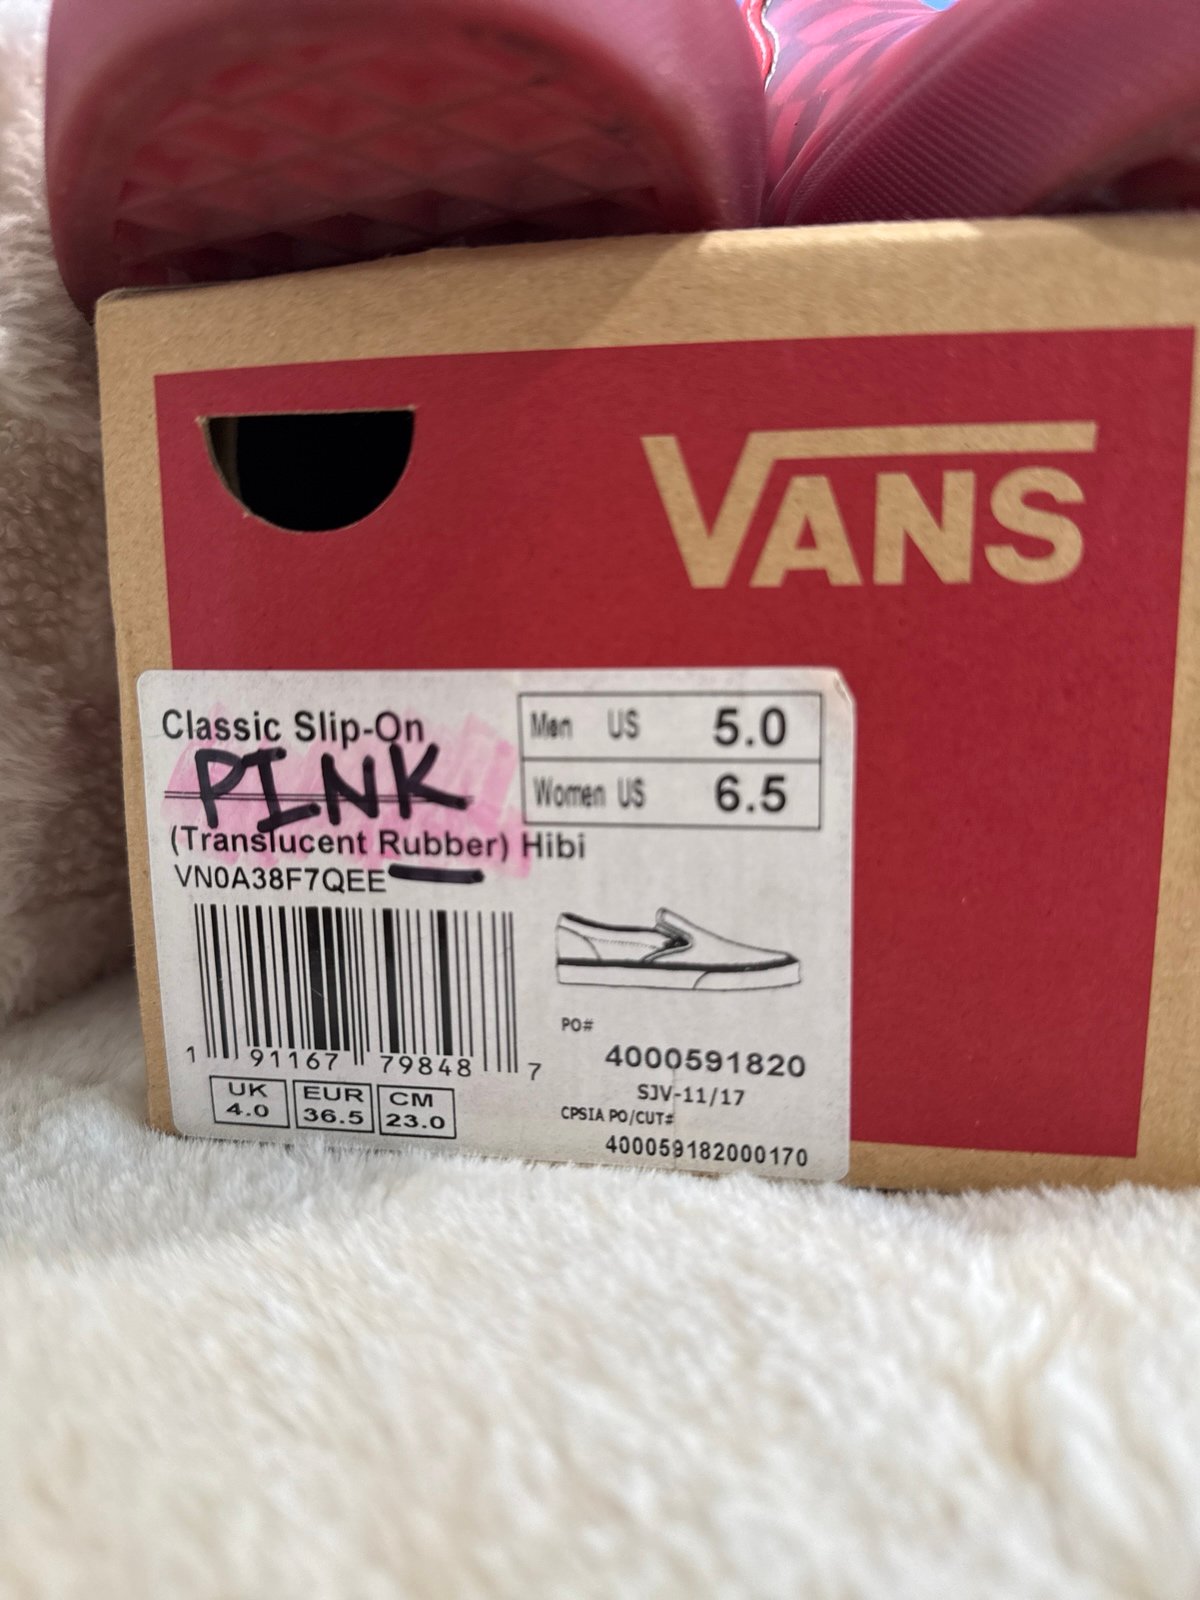 VANS
Classic Slip-On
PINK
(Translucent Rubber) Hibi
VN0A38F7QEE
Men US 5.0
Women US 6.5
1 91167 79848 7
UK 4.0
EUR 36.5
CM 23.0
PO#
4000591820
SJV-11/17
CPSIA PO/CUT#
400059182000170